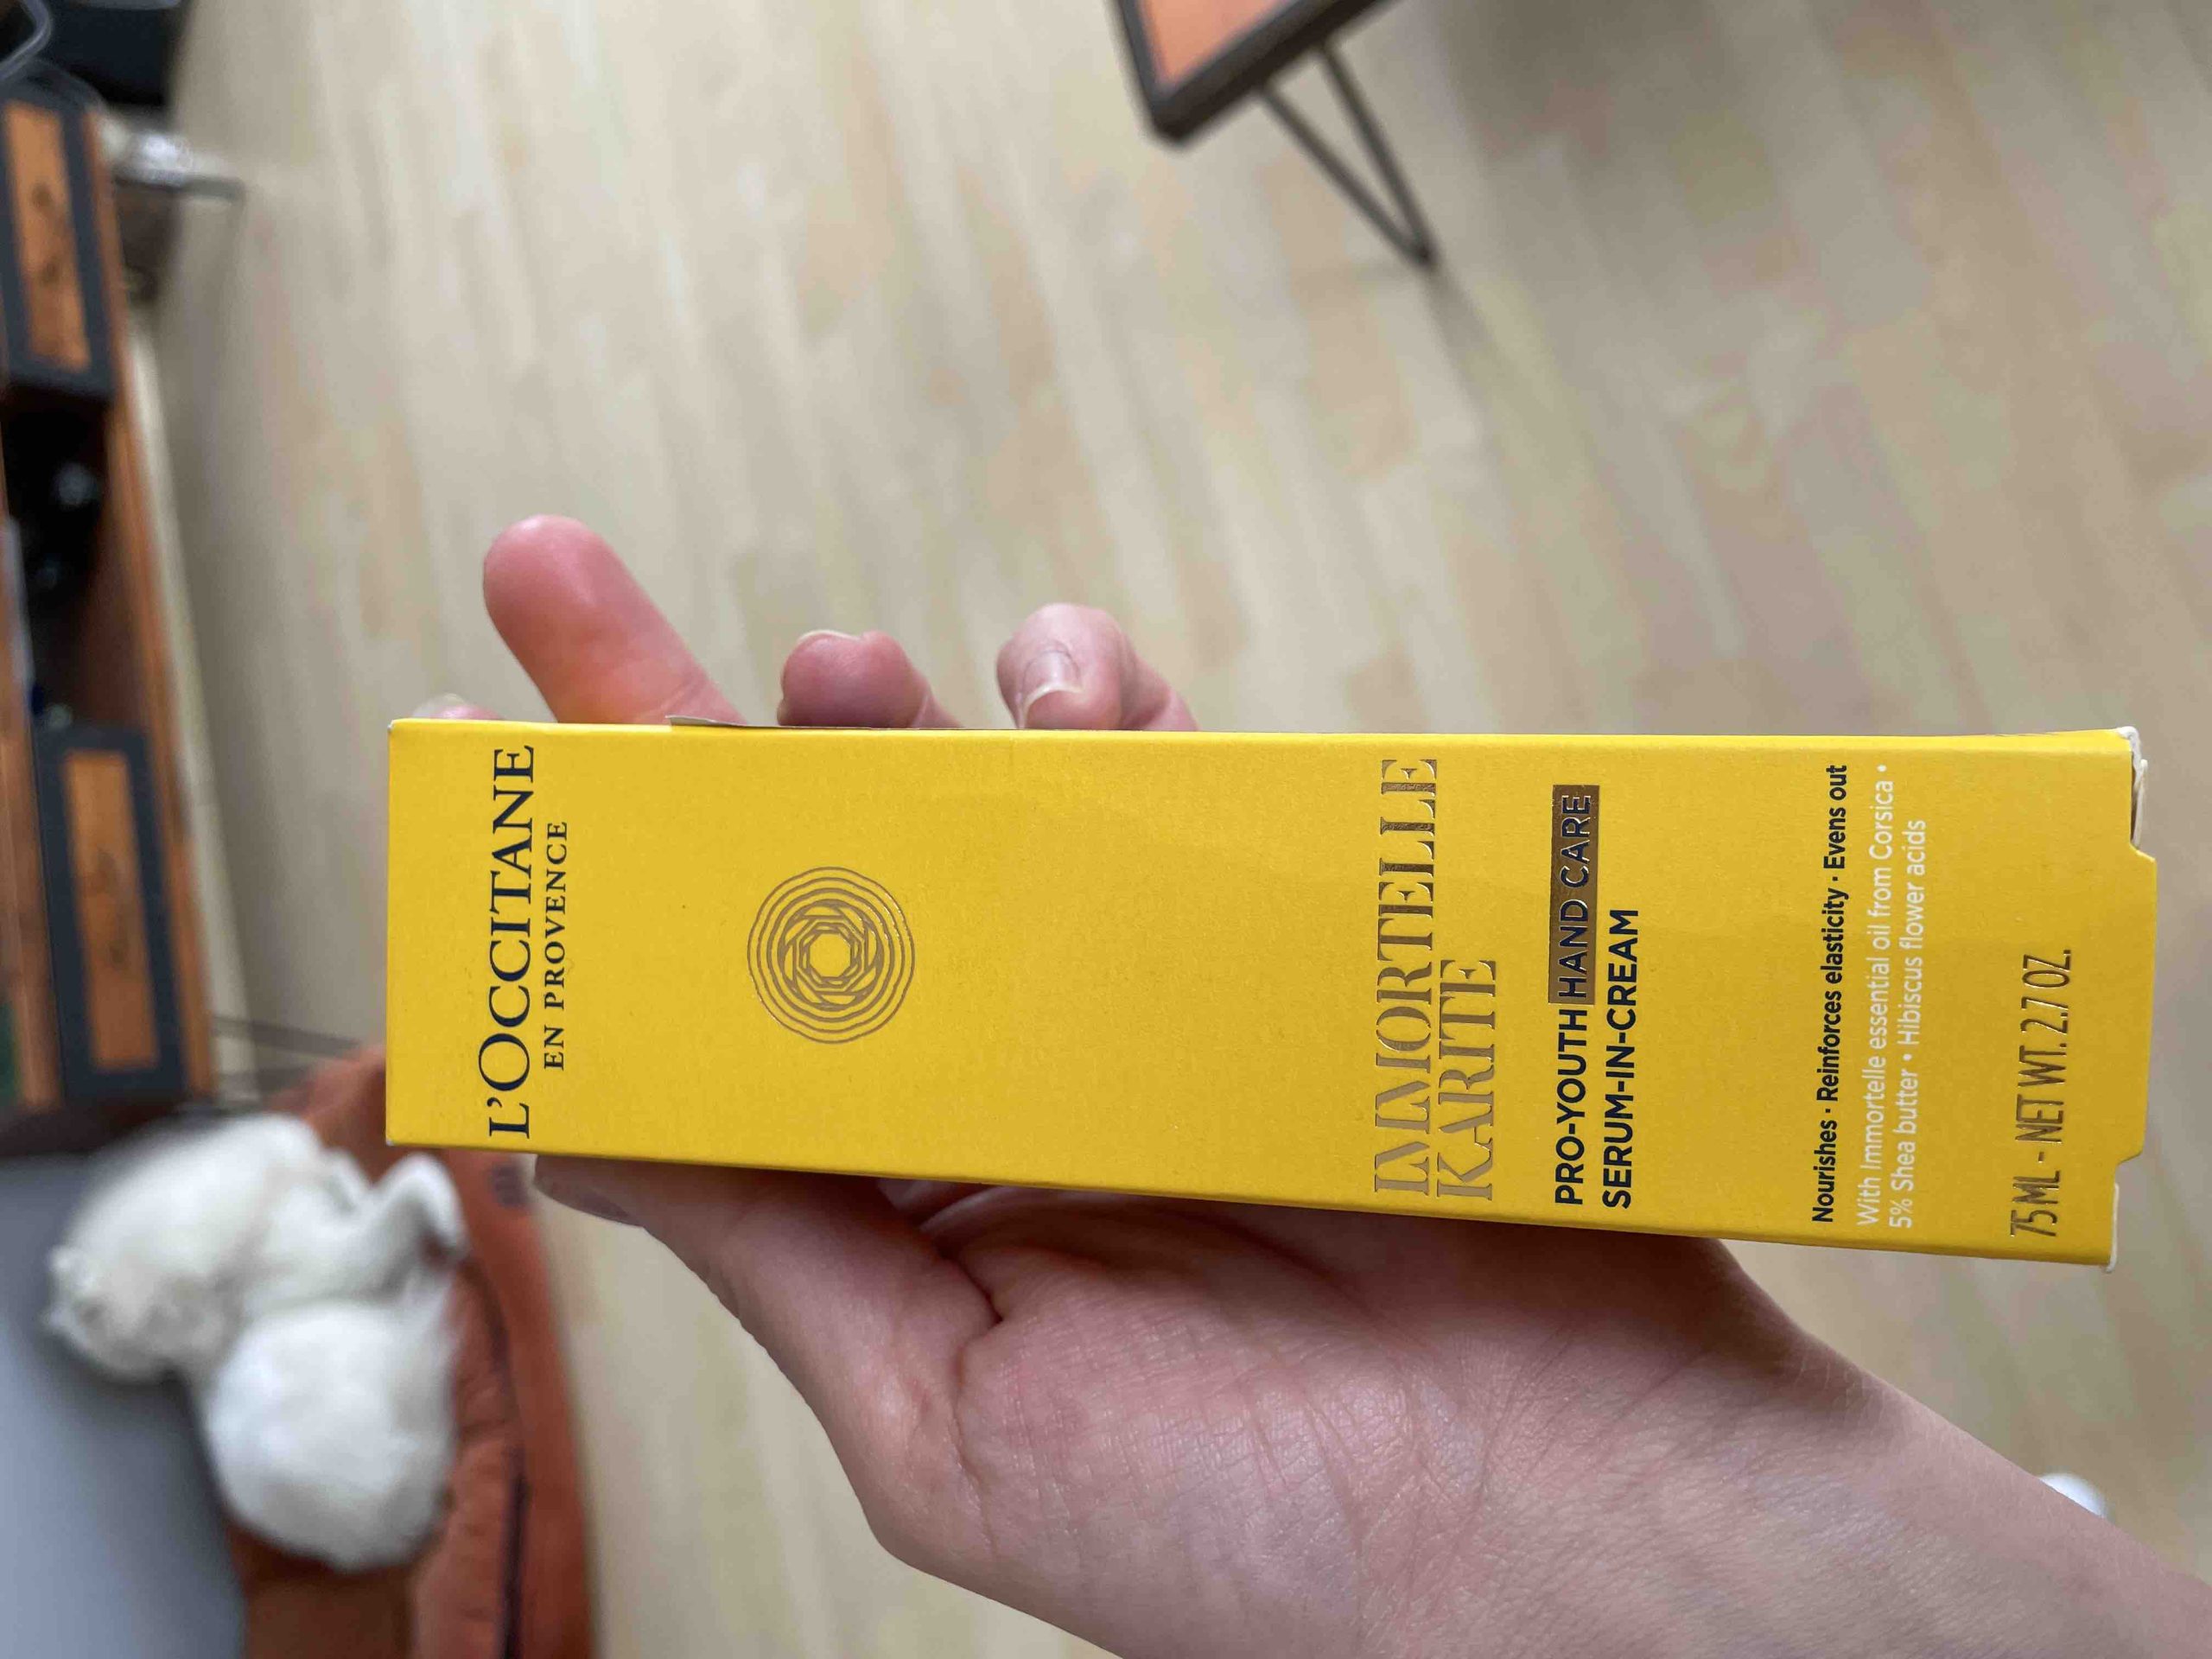 L'OCCITANE
EN PROVENCE
IMMORTELLE
KARITE
PRO-YOUTH HAND CARE
SERUM-IN-CREAM
Nourishes · Reinforces elasticity · Evens out
With Immortelle essential oil from Corsica •
5% Shea butter • Hibiscus flower acids
75 ML - NET WT. 2.7 OZ.